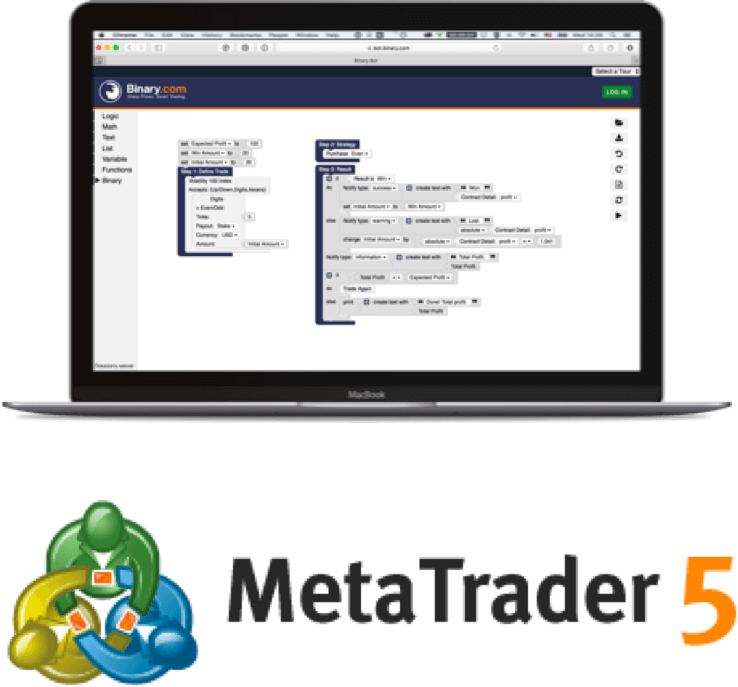 Chrome File Edit View History Bookmarks People Window Help
bot.binary.com
Binary Bot
Select a Tour
Binary.com
LOG IN
Logic
Math
Text
List
Variable
Functions
Binary
set Expected Profit to 100
set Win Amount to 20
set Initial Amount to 20
Step 1: Define Trade
Volatility 100 Index
Accepts: (Up/Down,Digits,Asians)
Digits
> Even/Odd
Ticks: 5
Payout: Stake
Currency: USD
Amount: Initial Amount
Step 2: Strategy
Purchase Even
Step 3: Result
if Result is Win
do Notify type: success create text with Won:
Contract Detail: profit
set Initial Amount to Win Amount
else Notify type: warning create text with Lost:
absolute Contract Detail: profit
change Initial Amount by absolute Contract Detail: profit × 1.041
Notify type: information create text with Total Profit:
Total Profit
if Total Profit < Expected Profit
do Trade Again
else print create text with Done! Total profit:
Total Profit
MacBook
MetaTrader 5